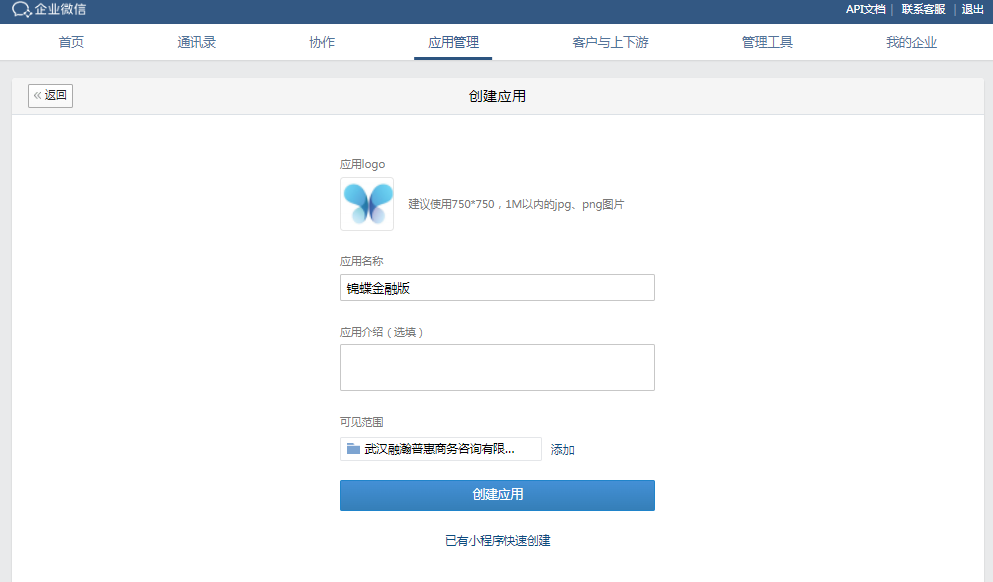 企业微信
API文档 | 联系客服 | 退出
首页 通讯录 协作 应用管理 客户与上下游 管理工具 我的企业
« 返回 创建应用
应用logo
建议使用750*750，1M以内的jpg、png图片
应用名称
锦蝶金融版
应用介绍（选填）
可见范围
武汉融瀚普惠商务咨询有限... 添加
创建应用
已有小程序快速创建